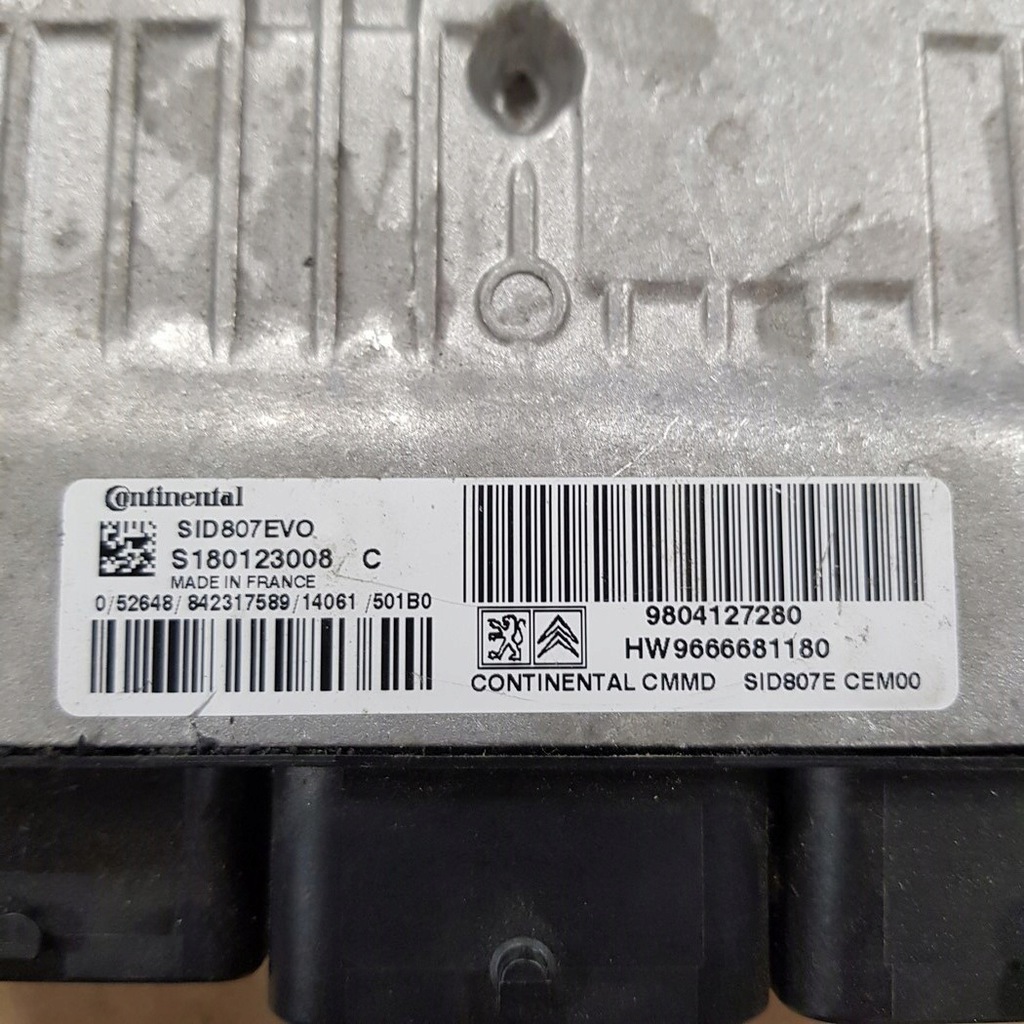 Continental
SID807EVO
S180123008 C
MADE IN FRANCE
0/52648/842317589/14061 /501B0
9804127280
HW9666681180
CONTINENTAL CMMD SID807E CEM00